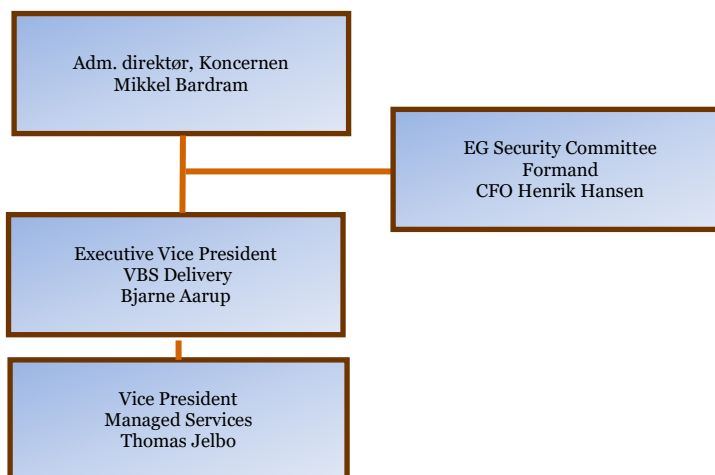 Adm. direktør, Koncernen
Mikkel Bardram
EG Security Committee
Formand
CFO Henrik Hansen
Executive Vice President
VBS Delivery
Bjarne Aarup
Vice President
Managed Services
Thomas Jelbo